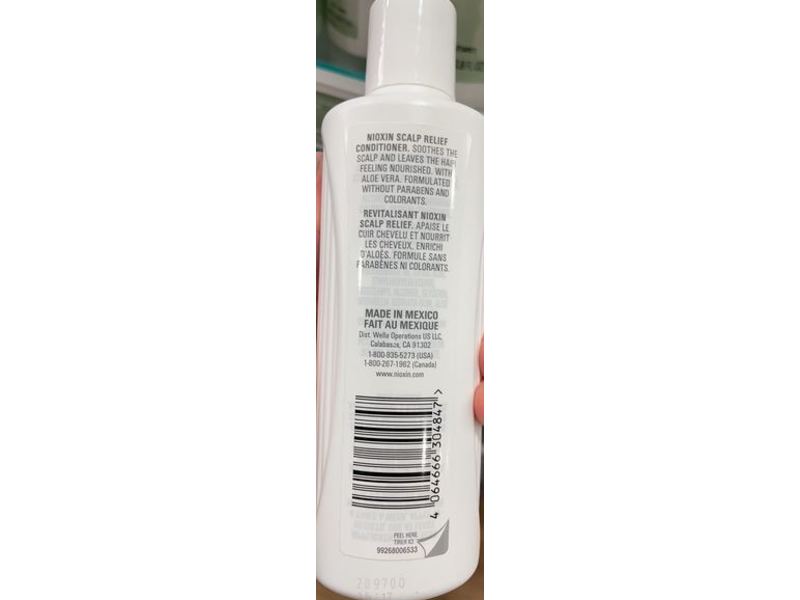 NIOXIN SCALP RELIEF
CONDITIONER. SOOTHES THE
SCALP AND LEAVES THE HAIR
FEELING NOURISHED. WITH
ALOE VERA. FORMULATED
WITHOUT PARABENS AND
COLORANTS.
REVITALISANT NIOXIN
SCALP RELIEF. APAISE LE
CUIR CHEVELU ET NOURRIT
LES CHEVEUX. ENRICHI
D'ALOÈS. FORMULE SANS
PARABÈNES NI COLORANTS.
MADE IN MEXICO
FAIT AU MEXIQUE
Dist. Wella Operations US LLC,
Calabasas, CA 91302
1-800-935-5273 (USA)
1-800-267-1962 (Canada)
www.nioxin.com
4 064666 304847 >
PEEL HERE
TIRER ICI
99268006533
209700